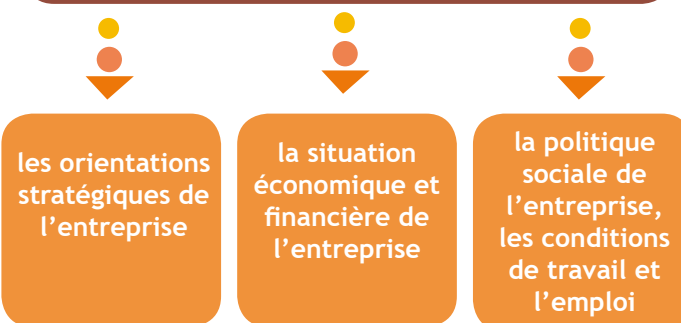 les orientations
stratégiques de
l’entreprise
la situation
économique et
financière de
l’entreprise
la politique
sociale de
l’entreprise,
les conditions
de travail et
l’emploi